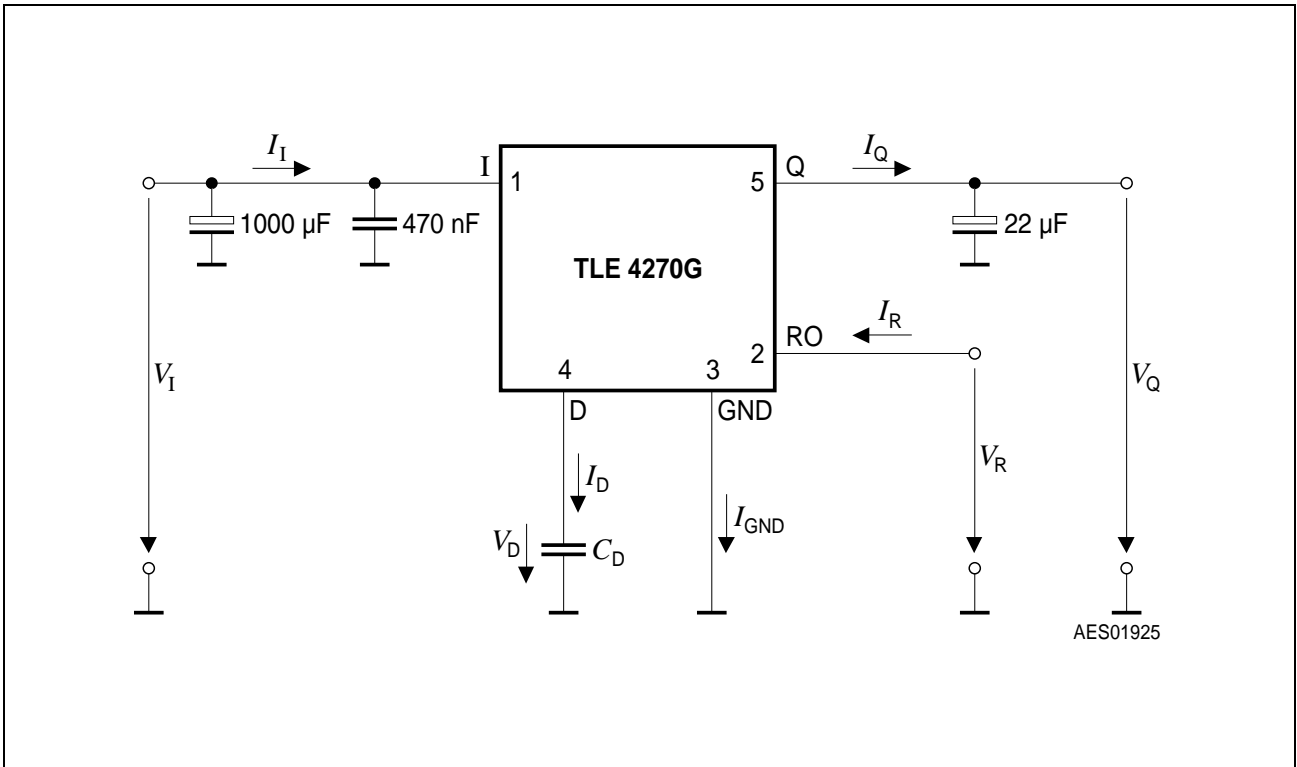 I_I
I_Q
I
1
5
Q
1000 µF
470 nF
22 µF
TLE 4270G
I_R
RO
2
4
3
D
GND
V_I
V_Q
V_R
I_D
I_GND
V_D
C_D
AES01925